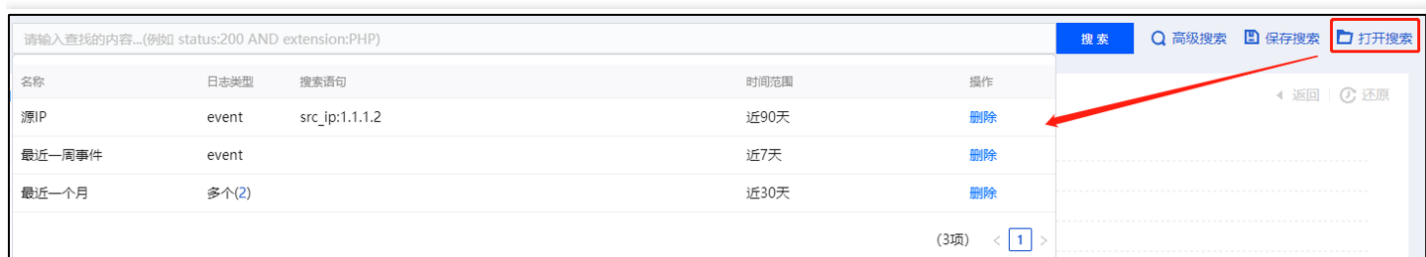 请输入查找的内容...(例如 status:200 AND extension:PHP) 搜索 高级搜索 保存搜索 打开搜索
名称 日志类型 搜索语句 时间范围 操作
返回 还原
源IP event src_ip:1.1.1.2 近90天 删除
最近一周事件 event 近7天 删除
最近一个月 多个(2) 近30天 删除
(3项) < 1 >